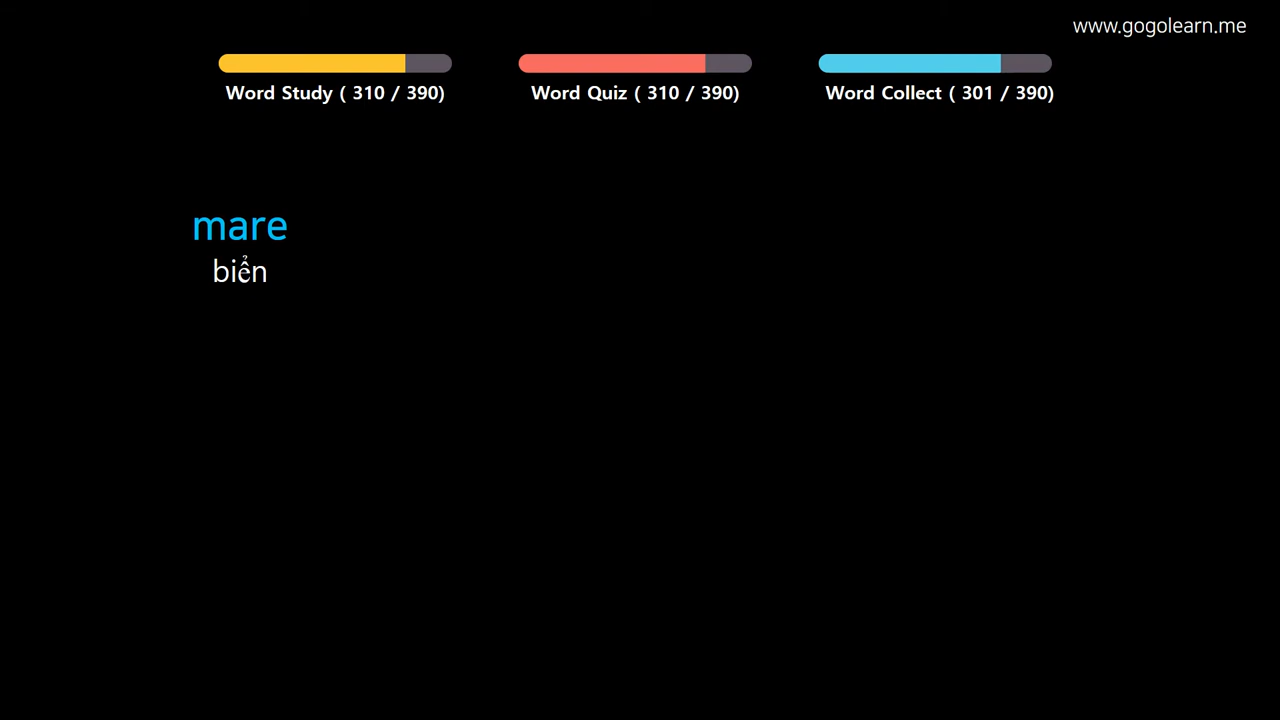 www.gogolearn.me
Word Study ( 310 / 390)
Word Quiz ( 310 / 390)
Word Collect ( 301 / 390)
mare
biển